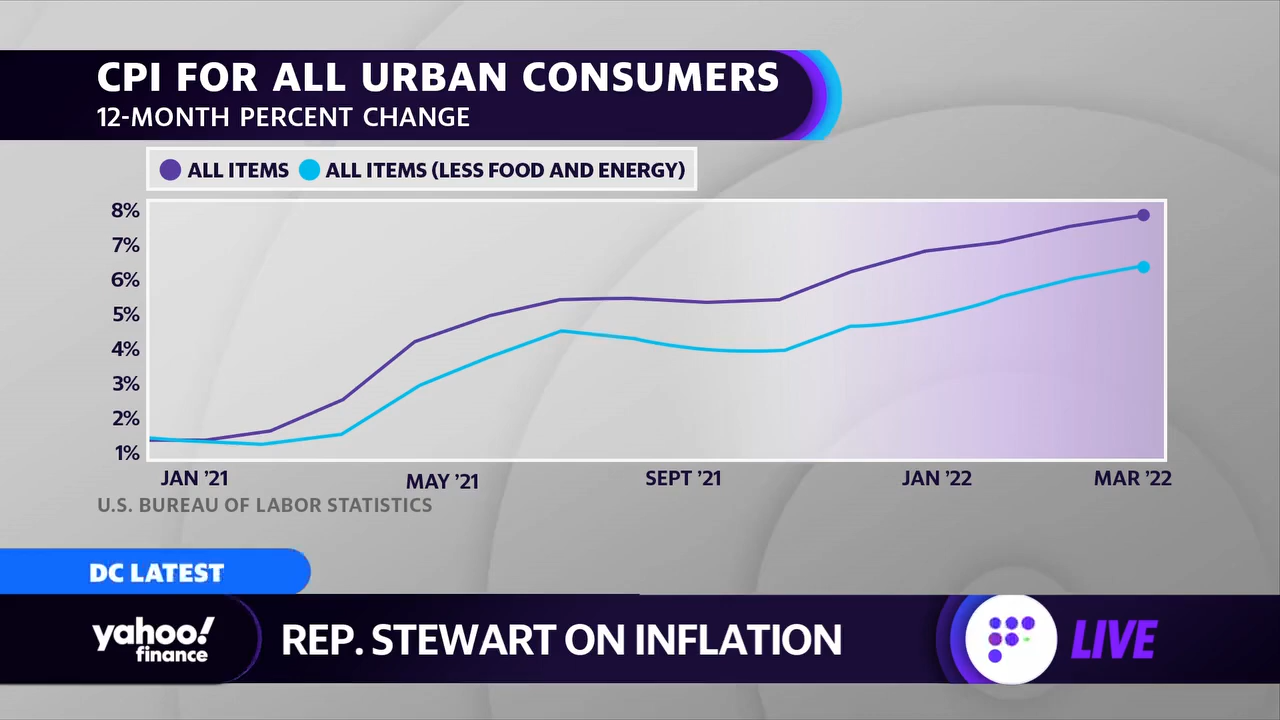 CPI FOR ALL URBAN CONSUMERS
12-MONTH PERCENT CHANGE
ALL ITEMS ALL ITEMS (LESS FOOD AND ENERGY)
8%
7%
6%
5%
4%
3%
2%
1%
JAN '21 MAY '21 SEPT '21 JAN '22 MAR '22
U.S. BUREAU OF LABOR STATISTICS
DC LATEST
yahoo!
finance
REP. STEWART ON INFLATION
LIVE